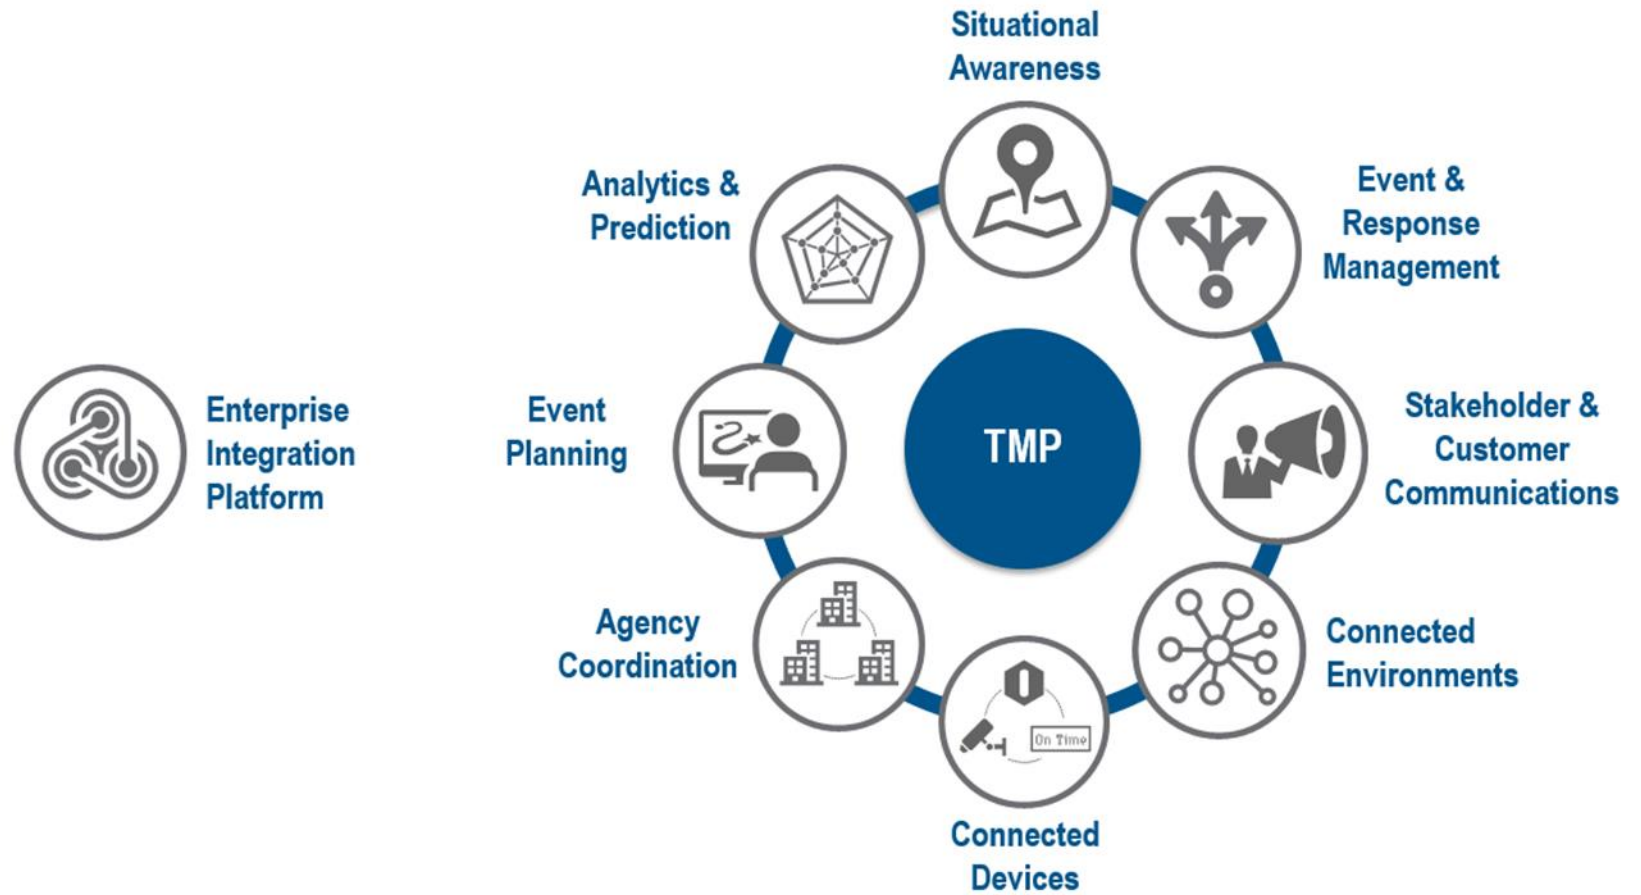 Situational
Awareness
Analytics &
Prediction
Event &
Response
Management
Enterprise
Integration
Platform
Event
Planning
TMP
Stakeholder &
Customer
Communications
Agency
Coordination
On Time
Connected
Environments
Connected
Devices